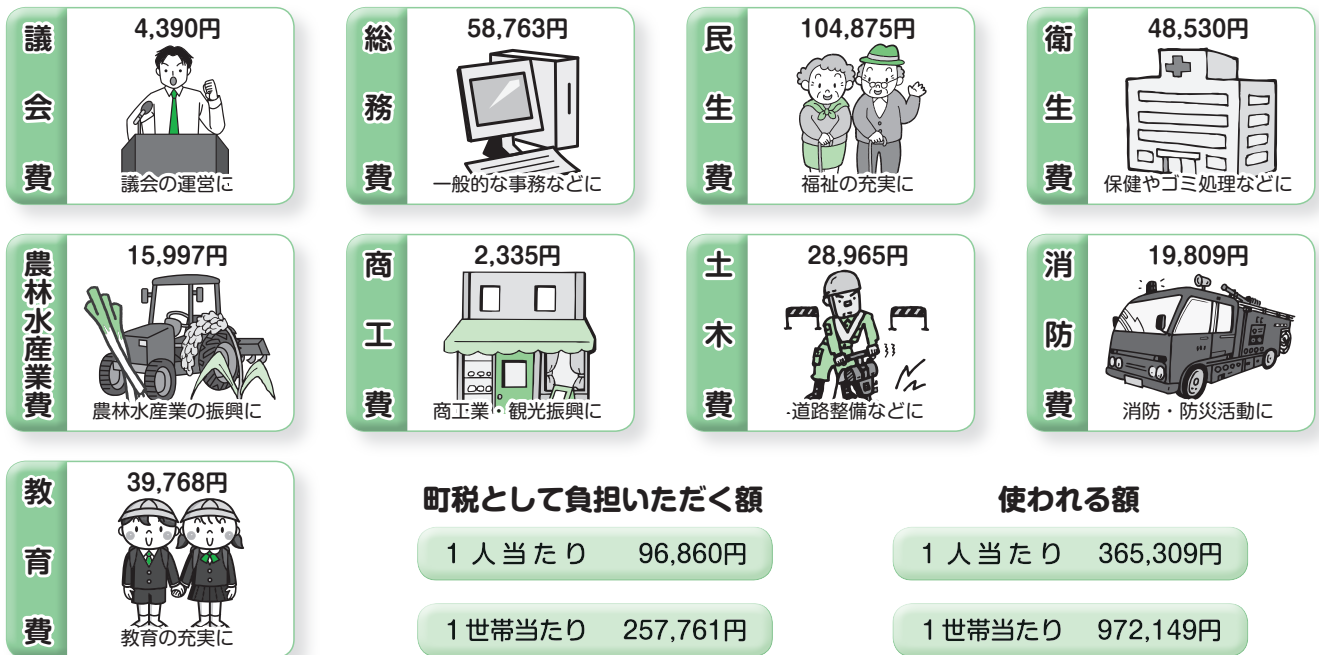 議会費
4,390円
議会の運営に
総務費
58,763円
一般的な事務などに
民生費
104,875円
福祉の充実に
衛生費
48,530円
保健やゴミ処理などに
農林水産業費
15,997円
農林水産業の振興に
商工費
2,335円
商工業・観光振興に
土木費
28,965円
道路整備などに
消防費
19,809円
消防・防災活動に
教育費
39,768円
教育の充実に
町税として負担いただく額
1人当たり 96,860円
1世帯当たり 257,761円
使われる額
1人当たり 365,309円
1世帯当たり 972,149円